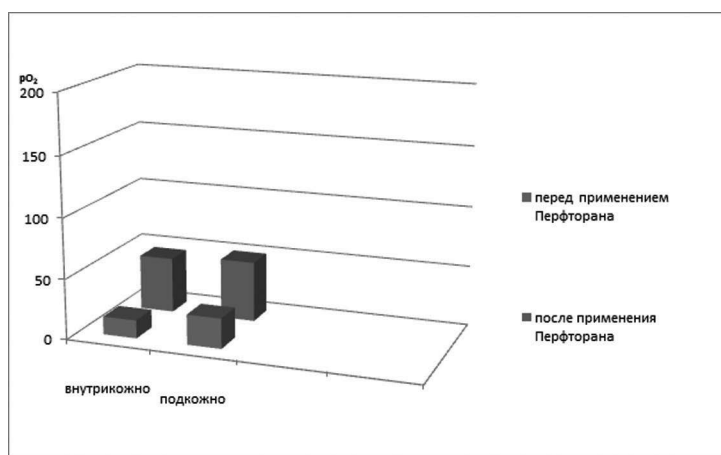 pO₂
200
150
100
50
0
внутрикожно
подкожно
перед применением
Перфторана
после применения
Перфторана